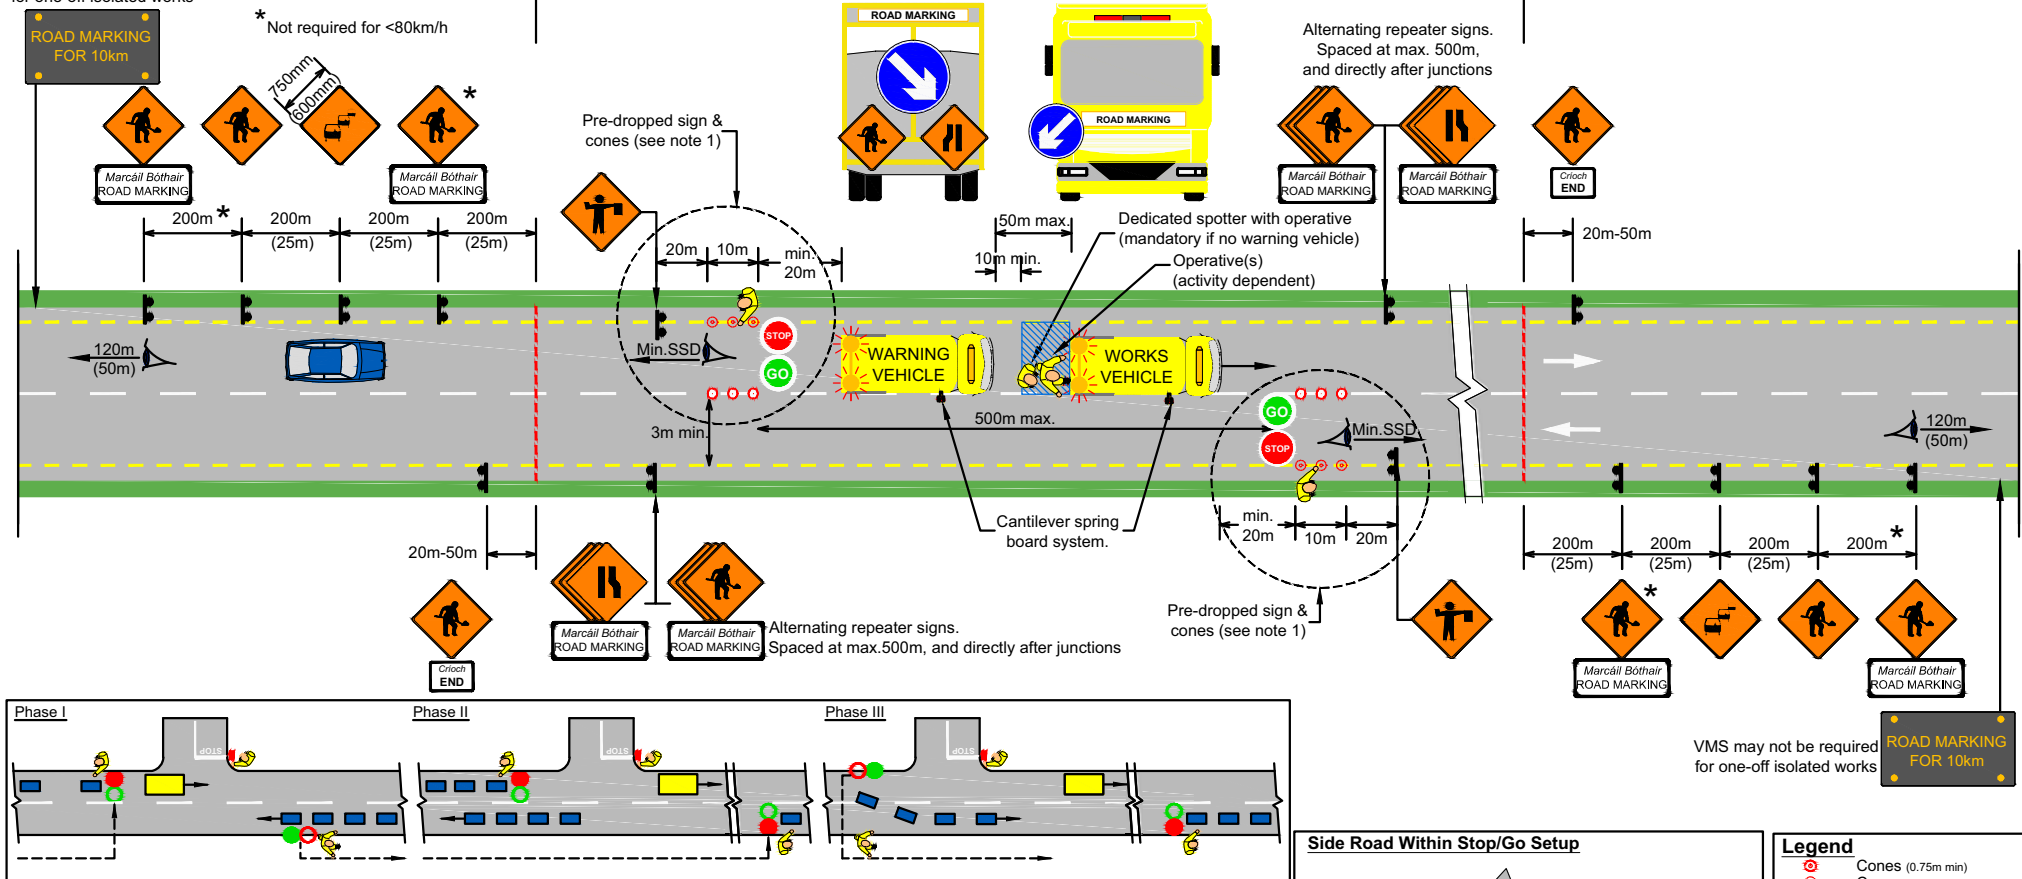 for one-off isolated works
ROAD MARKING
FOR 10km
*Not required for <80km/h
750mm
(600mm)
*
Marcáil Bóthair
ROAD MARKING
Marcáil Bóthair
ROAD MARKING
200m *
200m
(25m)
200m
(25m)
200m
(25m)
Pre-dropped sign &
cones (see note 1)
ROAD MARKING
ROAD MARKING
Alternating repeater signs.
Spaced at max. 500m,
and directly after junctions
Marcáil Bóthair
ROAD MARKING
Marcáil Bóthair
ROAD MARKING
Críoch
END
20m
10m
min.
20m
50m max.
10m min.
Dedicated spotter with operative
(mandatory if no warning vehicle)
Operative(s)
(activity dependent)
20m-50m
120m
(50m)
Min.SSD
STOP
GO
WARNING
VEHICLE
WORKS
VEHICLE
3m min.
500m max.
GO
STOP
Min.SSD
120m
(50m)
20m-50m
Cantilever spring
board system.
min.
20m
10m
20m
200m
(25m)
200m
(25m)
200m
(25m)
200m *
Críoch
END
Marcáil Bóthair
ROAD MARKING
Marcáil Bóthair
ROAD MARKING
Alternating repeater signs.
Spaced at max.500m, and directly after junctions
Pre-dropped sign &
cones (see note 1)
*
Marcáil Bóthair
ROAD MARKING
Marcáil Bóthair
ROAD MARKING
VMS may not be required
for one-off isolated works
ROAD MARKING
FOR 10km
Phase I
STOP
Phase II
STOP
Phase III
STOP
Side Road Within Stop/Go Setup
Legend
Cones (0.75m min)